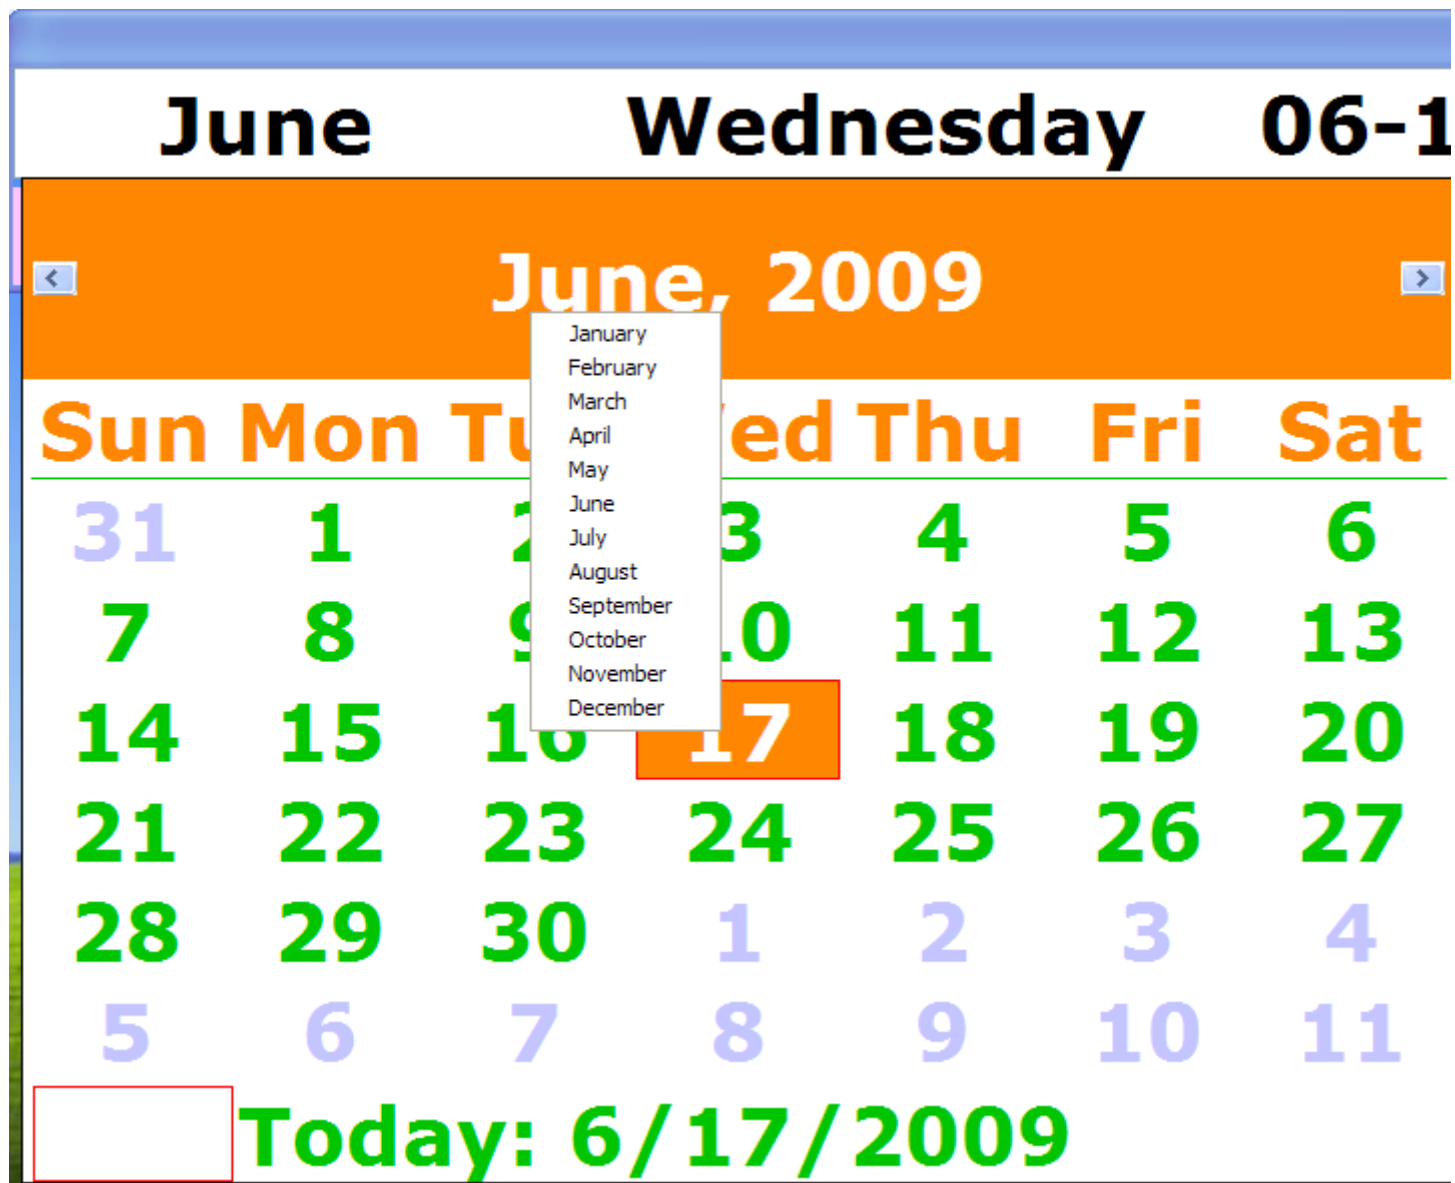 June Wednesday 06-1
June, 2009
January
February
March
April
May
June
July
August
September
October
November
December
Sun Mon Thu Fri Sat
31 1 3 4 5 6
7 8 11 12 13
14 15 16 17 18 19 20
21 22 23 24 25 26 27
28 29 30 1 2 3 4
5 6 7 8 9 10 11
Today: 6/17/2009